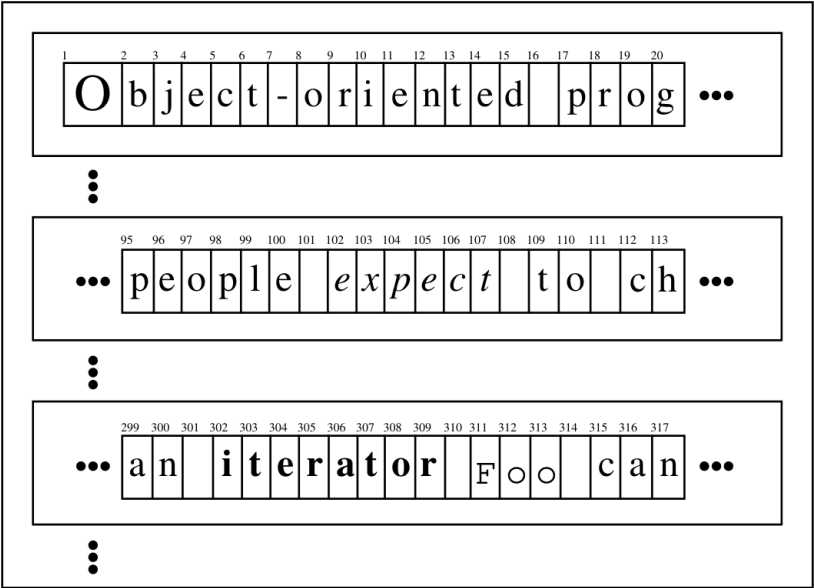 1 2 3 4 5 6 7 8 9 10 11 12 13 14 15 16 17 18 19 20
Object-oriented prog •••
95 96 97 98 99 100 101 102 103 104 105 106 107 108 109 110 111 112 113
••• people expect to ch •••
299 300 301 302 303 304 305 306 307 308 309 310 311 312 313 314 315 316 317
••• an iterator Foo can •••